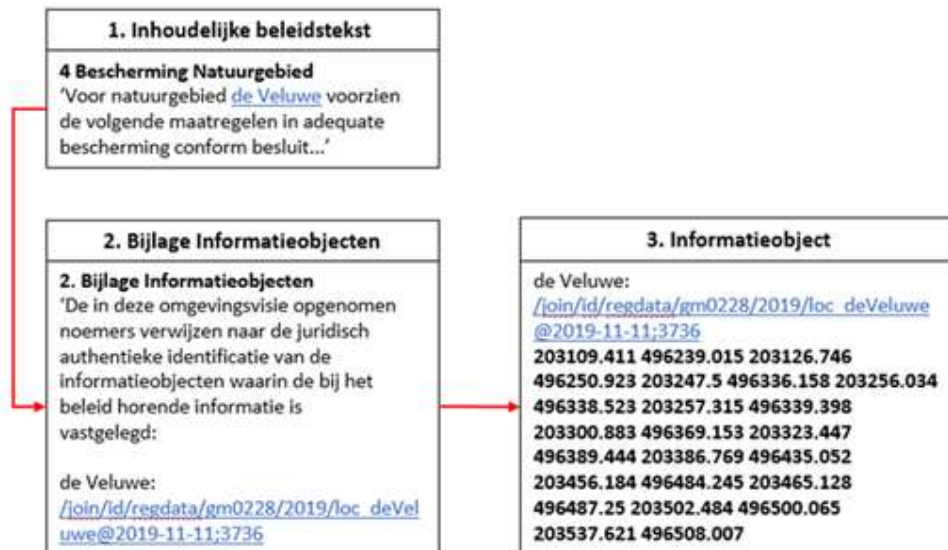 1. Inhoudelijke beleidstekst
4 Bescherming Natuurgebied
'Voor natuurgebied de Veluwe voorzien
de volgende maatregelen in adequate
bescherming conform besluit...'
2. Bijlage Informatieobjecten
2. Bijlage Informatieobjecten
'De in deze omgevingsvisie opgenomen
noemers verwijzen naar de juridisch
authentieke identificatie van de
informatieobjecten waarin de bij het
beleid horende informatie is
vastgelegd:
de Veluwe:
/join/id/regdata/gm0228/2019/loc_deVel
uwe@2019-11-11;3736
3. Informatieobject
de Veluwe:
/join/id/regdata/gm0228/2019/loc_deVeluwe
@2019-11-11;3736
203109.411 496239.015 203126.746
496250.923 203247.5 496336.158 203256.034
496338.523 203257.315 496339.398
203300.883 496369.153 203323.447
496389.444 203386.769 496435.052
203456.184 496484.245 203465.128
496487.25 203502.484 496500.065
203537.621 496508.007